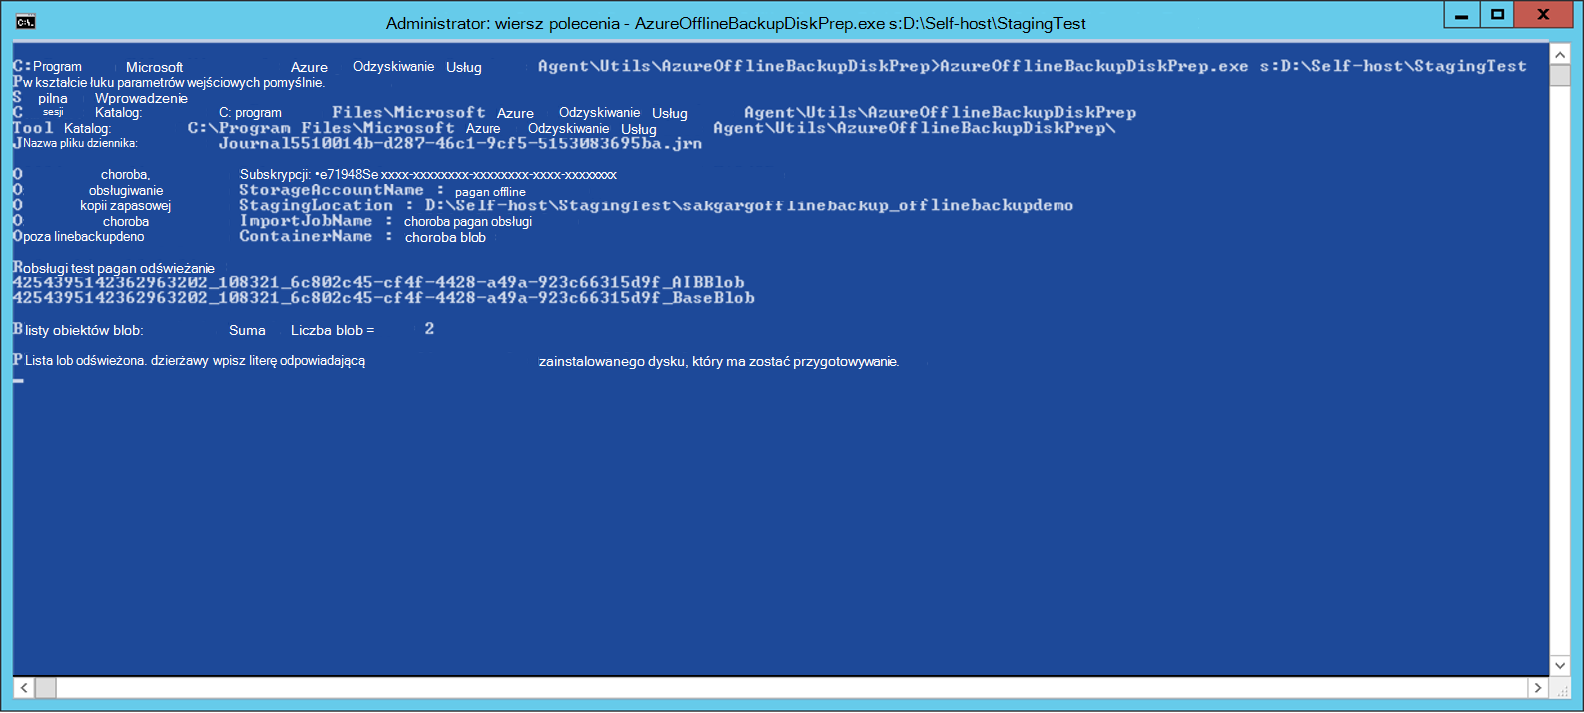 Administrator: wiersz polecenia - AzureOfflineBackupDiskPrep.exe s:D:\Self-host\StagingTest
C:Program Microsoft Azure Odzyskiwanie Usług Agent\Utils\AzureOfflineBackupDiskPrep>AzureOfflineBackupDiskPrep.exe s:D:\Self-host\StagingTest
Pw kształcie łuku parametrów wejściowych pomyślnie.
S pilna Wprowadzenie
C sesji Katalog: C: program Files\Microsoft Azure Odzyskiwanie Usług Agent\Utils\AzureOfflineBackupDiskPrep
Tool Katalog: C:\Program Files\Microsoft Azure Odzyskiwanie Usług Agent\Utils\AzureOfflineBackupDiskPrep\
JNazwa pliku dziennika: Journal5510014b-d287-46c1-9cf5-5153083695ba.jrn
O choroba, Subskrypcji: •e71948Se xxxx-xxxxxxxx-xxxxxxxx-xxxx-xxxxxxxx
O obsługiwanie StorageAccountName : pagan offline
O kopii zapasowej StagingLocation : D:\Self-host\StagingTest\sakgargofflinebackup_offlinebackupdemo
O choroba ImportJobName : choroba pagan obsługi
Opoza linebackupdeno ContainerName : choroba blob
Robsługi test pagan odświeżanie
4254395142362963202_108321_6c802c45-cf4f-4428-a49a-923c66315d9f_AIBBlob
4254395142362963202_108321_6c802c45-cf4f-4428-a49a-923c66315d9f_BaseBlob
B listy obiektów blob: Suma Liczba blob = 2
P Lista lob odświeżona. dzierżawy wpisz literę odpowiadającą zainstalowanego dysku, który ma zostać przygotowywanie.